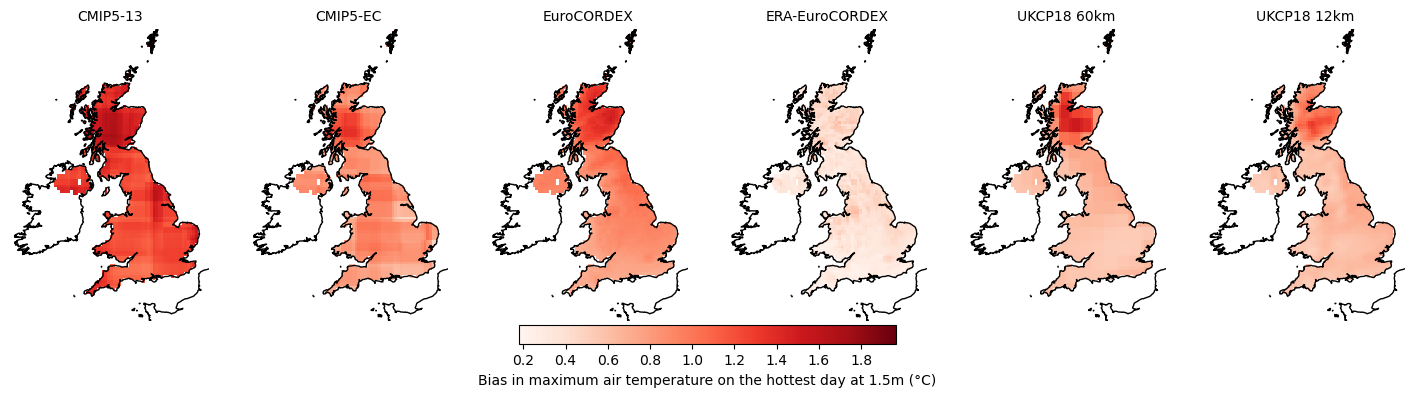 CMIP5-13 CMIP5-EC EuroCORDEX ERA-EuroCORDEX UKCP18 60km UKCP18 12km
0.2 0.4 0.6 0.8 1.0 1.2 1.4 1.6 1.8
Bias in maximum air temperature on the hottest day at 1.5m (°C)